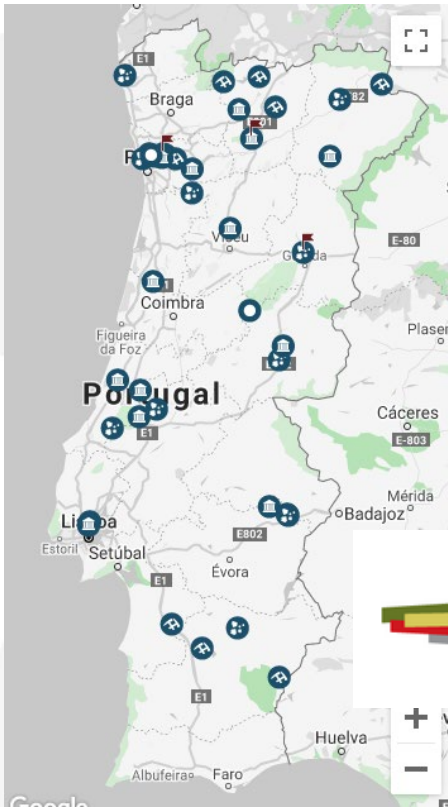 E1
Braga
E82
Viseu
Guarda
E-80
Coimbra
Figueira
da Foz
Plasen
Portugal
E1
Cáceres
E-803
Mérida
Badajoz
Lisboa
Estoril
Setúbal
E802
Évora
E1
E1
Huelva
Albufeira
Faro
Google